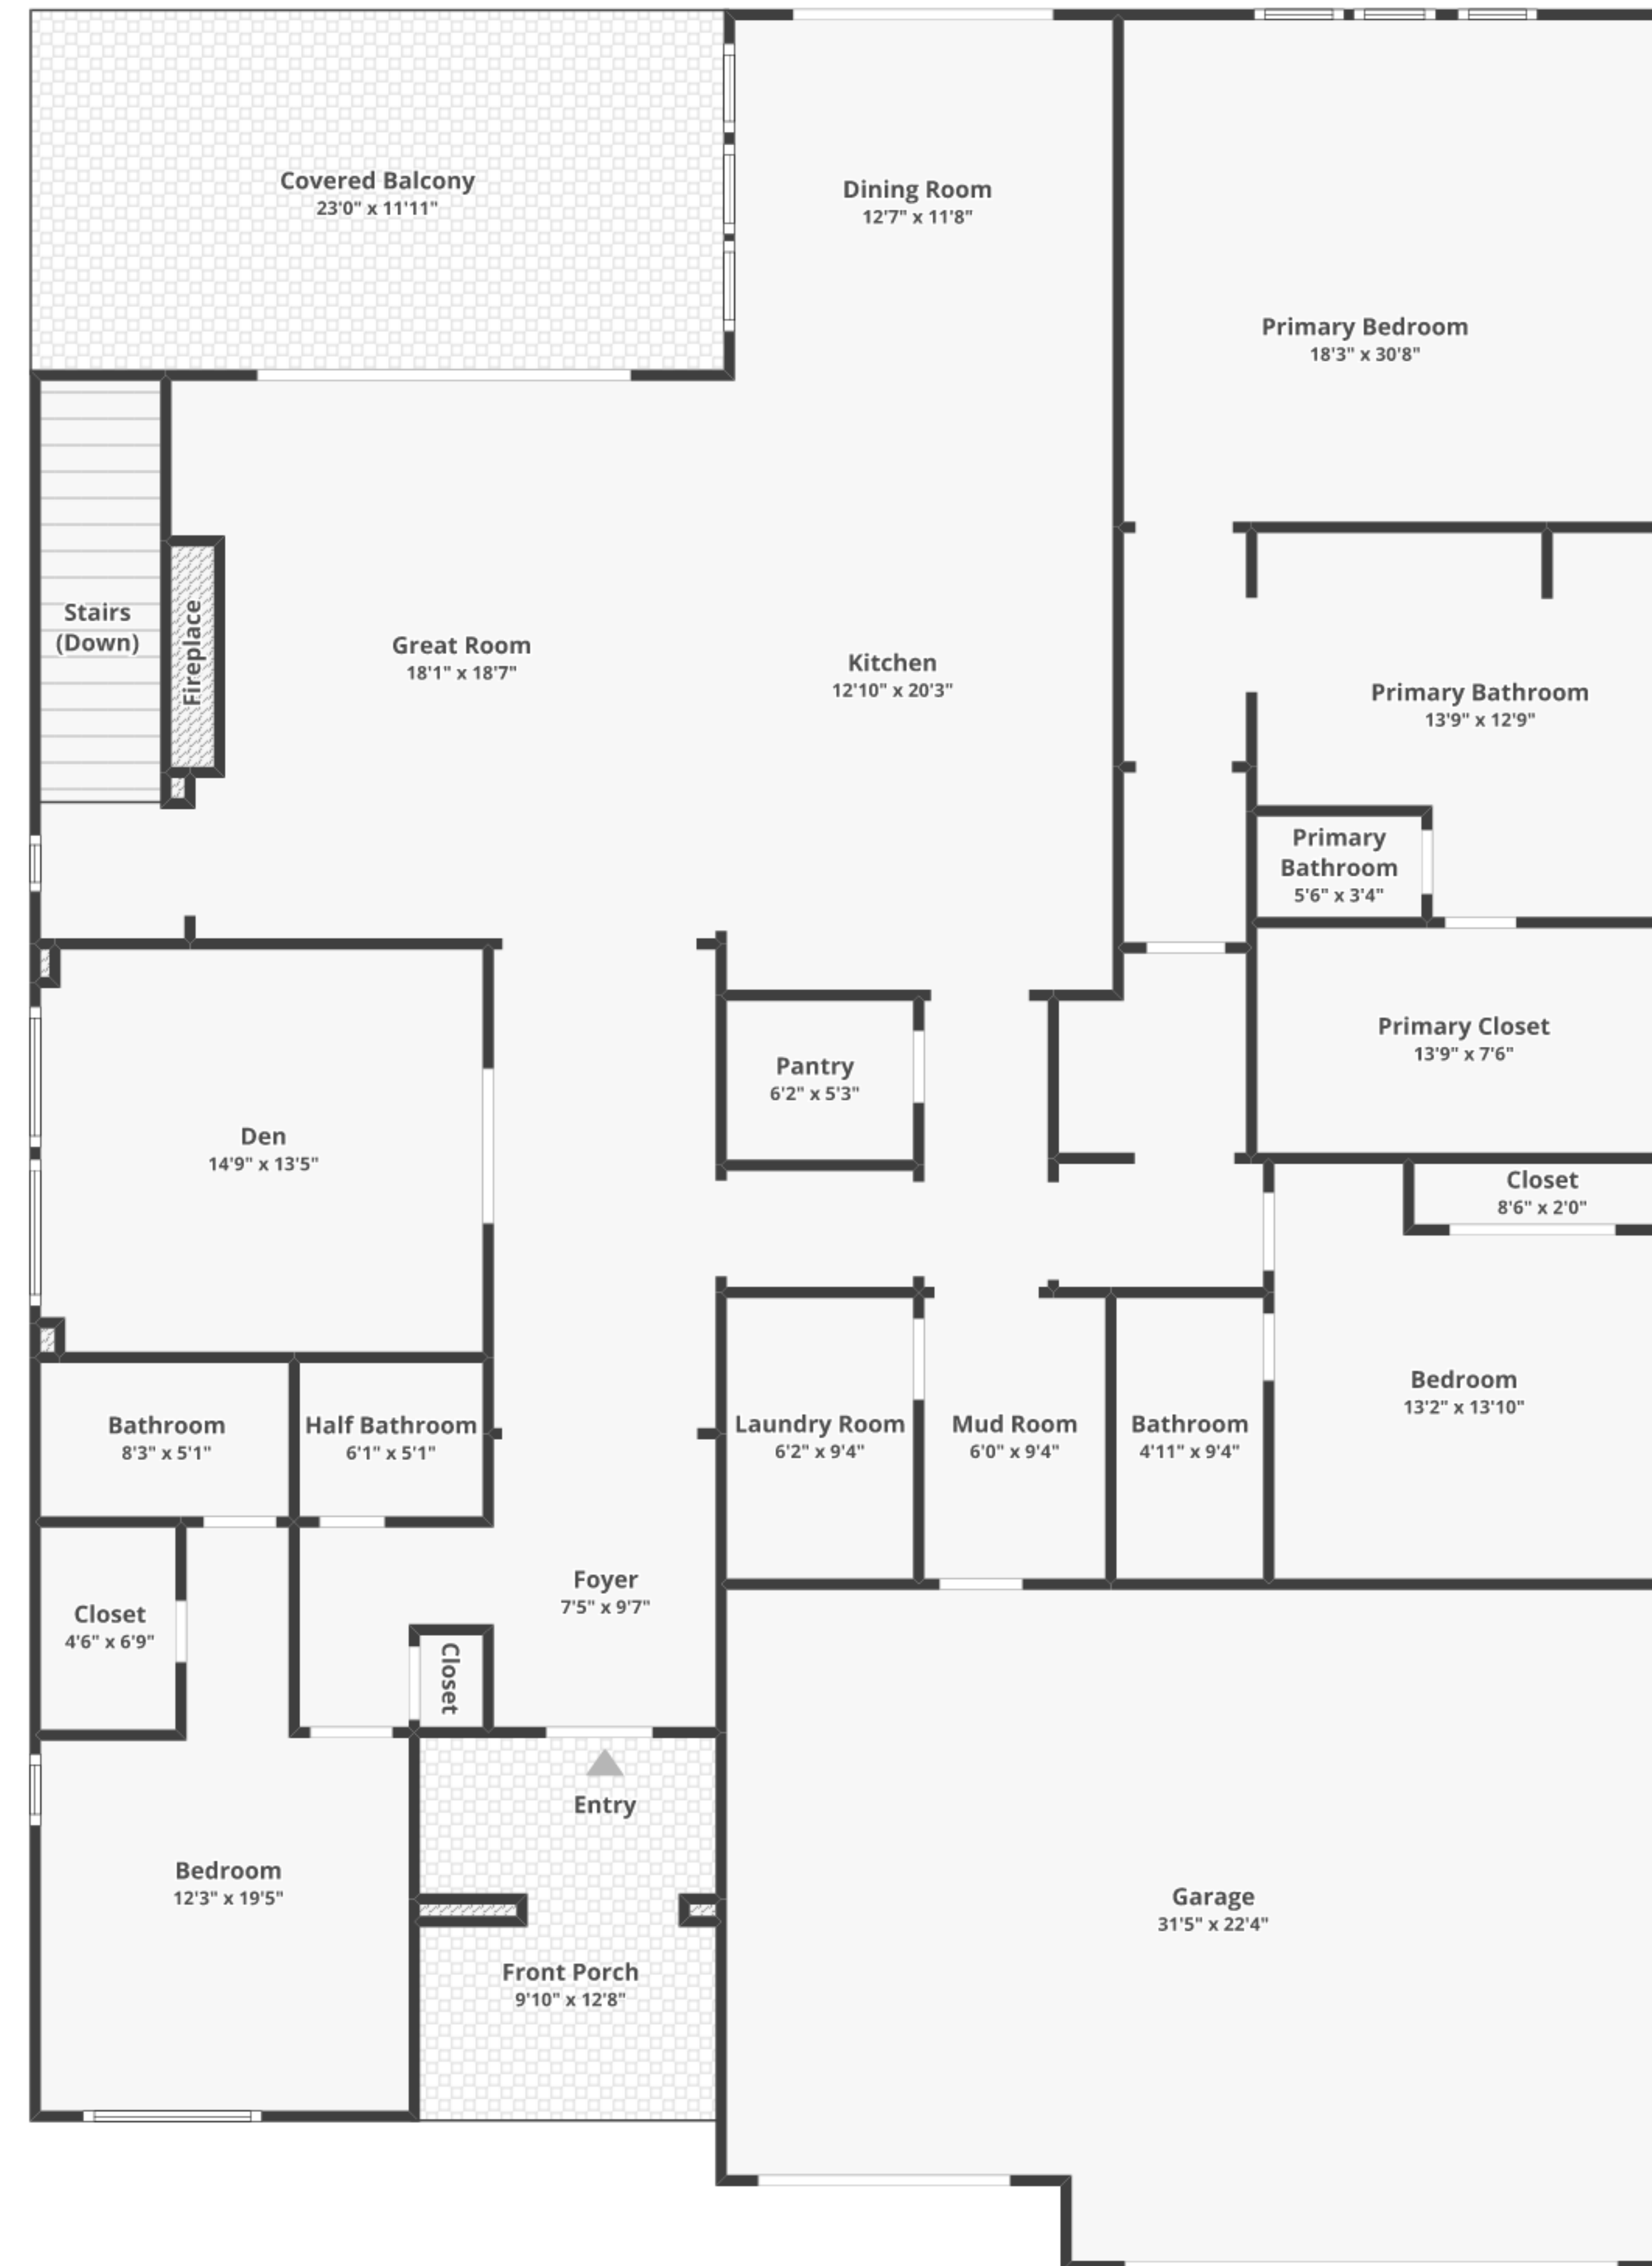 Covered Balcony
23'0" x 11'11"
Dining Room
12'7" x 11'8"
Primary Bedroom
18'3" x 30'8"
Stairs
(Down)
Fireplace
Great Room
18'1" x 18'7"
Kitchen
12'10" x 20'3"
Primary Bathroom
13'9" x 12'9"
Primary
Bathroom
5'6" x 3'4"
Primary Closet
13'9" x 7'6"
Pantry
6'2" x 5'3"
Den
14'9" x 13'5"
Closet
8'6" x 2'0"
Bedroom
13'2" x 13'10"
Bathroom
8'3" x 5'1"
Half Bathroom
6'1" x 5'1"
Laundry Room
6'2" x 9'4"
Mud Room
6'0" x 9'4"
Bathroom
4'11" x 9'4"
Foyer
7'5" x 9'7"
Closet
4'6" x 6'9"
Closet
Entry
Bedroom
12'3" x 19'5"
Garage
31'5" x 22'4"
Front Porch
9'10" x 12'8"